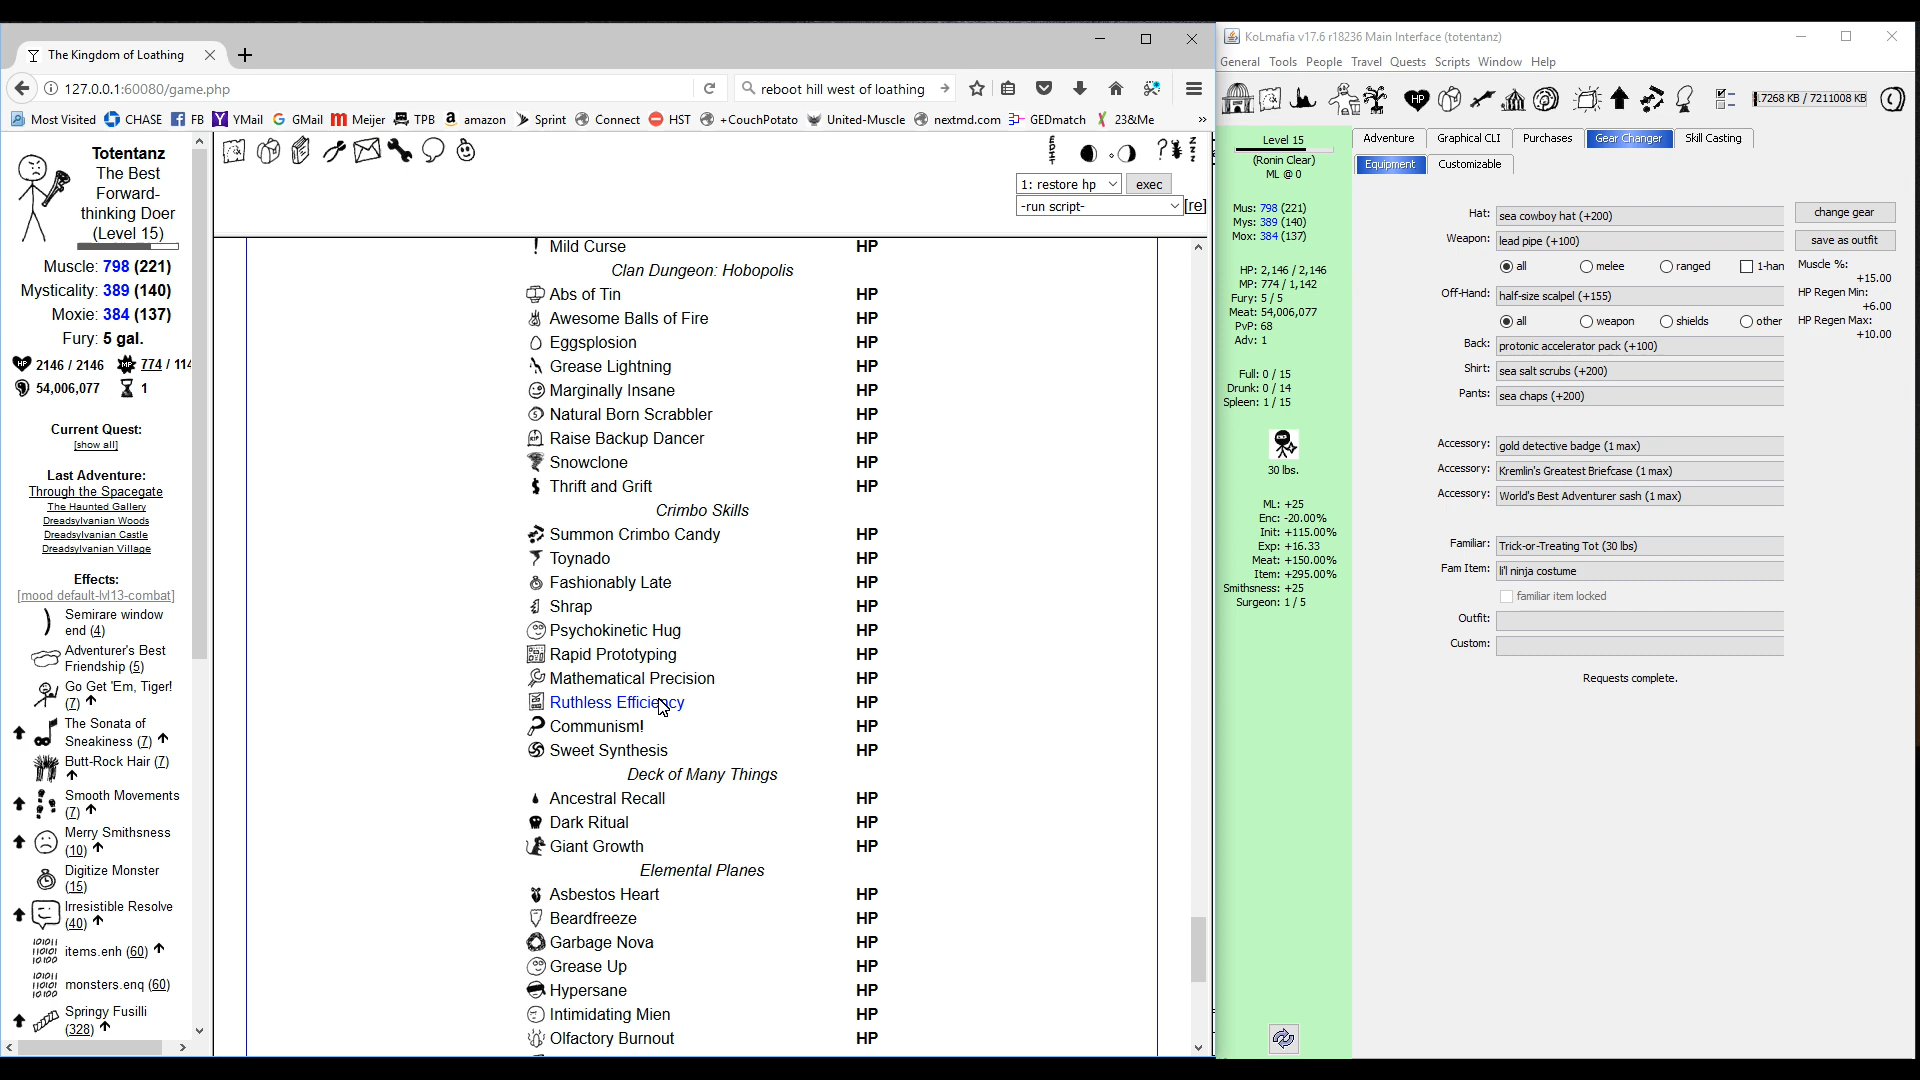 The Kingdom of Loathing
127.0.0.1:60080/game.php
reboot hill west of loathing
Most Visited
CHASE
FB
YMail
GMail
Meijer
TPB
amazon
Sprint
Connect
HST
+CouchPotato
United-Muscle
nextmd.com
GEDmatch
23&Me
»
Totentanz
The Best
Forward-
thinking Doer
(Level 15)
Muscle: 798 (221)
Mysticality: 389 (140)
Moxie: 384 (137)
Fury: 5 gal.
2146 / 2146
774 / 114
54,006,077
1
Current Quest:
[show all]
Last Adventure:
Through the Spacegate
The Haunted Gallery
Dreadsylvanian Woods
Dreadsylvanian Castle
Dreadsylvanian Village
Effects:
[mood default-M13-combat]
Semirare window
end (4)
Adventurer's Best
Friendship (5)
Go Get 'Em, Tiger!
(7)
The Sonata of
Sneakiness (7)
Butt-Rock Hair (7)
Smooth Movements
(7)
Merry Smithsness
(10)
Digitize Monster
(15)
Irresistible Resolve
(40)
items.enh (60)
monsters.enq (60)
Springy Fusilli
(328)
1: restore hp
exec
-run script-
[re]
Mild Curse HP
Clan Dungeon: Hobopolis
Abs of Tin HP
Awesome Balls of Fire HP
Eggsplosion HP
Grease Lightning HP
Marginally Insane HP
Natural Born Scrabbler HP
Raise Backup Dancer HP
Snowclone HP
Thrift and Grift HP
Crimbo Skills
Summon Crimbo Candy HP
Toynado HP
Fashionably Late HP
Shrap HP
Psychokinetic Hug HP
Rapid Prototyping HP
Mathematical Precision HP
Ruthless Efficiency HP
Communism! HP
Sweet Synthesis HP
Deck of Many Things
Ancestral Recall HP
Dark Ritual HP
Giant Growth HP
Elemental Planes
Asbestos Heart HP
Beardfreeze HP
Garbage Nova HP
Grease Up HP
Hypersane HP
Intimidating Mien HP
Olfactory Burnout HP
KoLmafia v17.6 r18236 Main Interface (totentanz)
General Tools People Travel Quests Scripts Window Help
.7268 KB / 7211008 KB
Level 15
(Ronin Clear)
ML @ 0
Mus: 798 (221)
Mys: 389 (140)
Mox: 384 (137)
HP: 2,146 / 2,146
MP: 774 / 1,142
Fury: 5 / 5
Meat: 54,006,077
PvP: 68
Adv: 1
Full: 0 / 15
Drunk: 0 / 14
Spleen: 1 / 15
30 lbs.
ML: +25
Enc: -20.00%
Init: +115.00%
Exp: +16.33
Meat: +150.00%
Item: +295.00%
Smithsness: +25
Surgeon: 1 / 5
Adventure
Graphical CLI
Purchases
Gear Changer
Skill Casting
Equipment
Customizable
Hat: sea cowboy hat (+200)
Weapon: lead pipe (+100)
all melee ranged 1-han
Off-Hand: half-size scalpel (+155)
all weapon shields other
Back: protonic accelerator pack (+100)
Shirt: sea salt scrubs (+200)
Pants: sea chaps (+200)
Accessory: gold detective badge (1 max)
Accessory: Kremlin's Greatest Briefcase (1 max)
Accessory: World's Best Adventurer sash (1 max)
Familiar: Trick-or-Treating Tot (30 lbs)
Fam Item: li'l ninja costume
familiar item locked
Outfit:
Custom:
Requests complete.
change gear
save as outfit
Muscle %:
+15.00
HP Regen Min:
+6.00
HP Regen Max:
+10.00